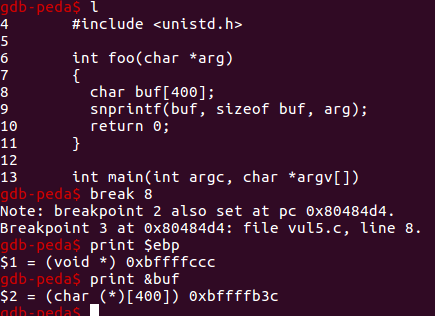 gdb-peda$ l
4 #include <unistd.h>
5
6 int foo(char *arg)
7 {
8 char buf[400];
9 snprintf(buf, sizeof buf, arg);
10 return 0;
11 }
12
13 int main(int argc, char *argv[])
gdb-peda$ break 8
Note: breakpoint 2 also set at pc 0x80484d4.
Breakpoint 3 at 0x80484d4: file vul5.c, line 8.
gdb-peda$ print $ebp
$1 = (void *) 0xbffffccc
gdb-peda$ print &buf
$2 = (char (*)[400]) 0xbffffb3c
gdb-peda$